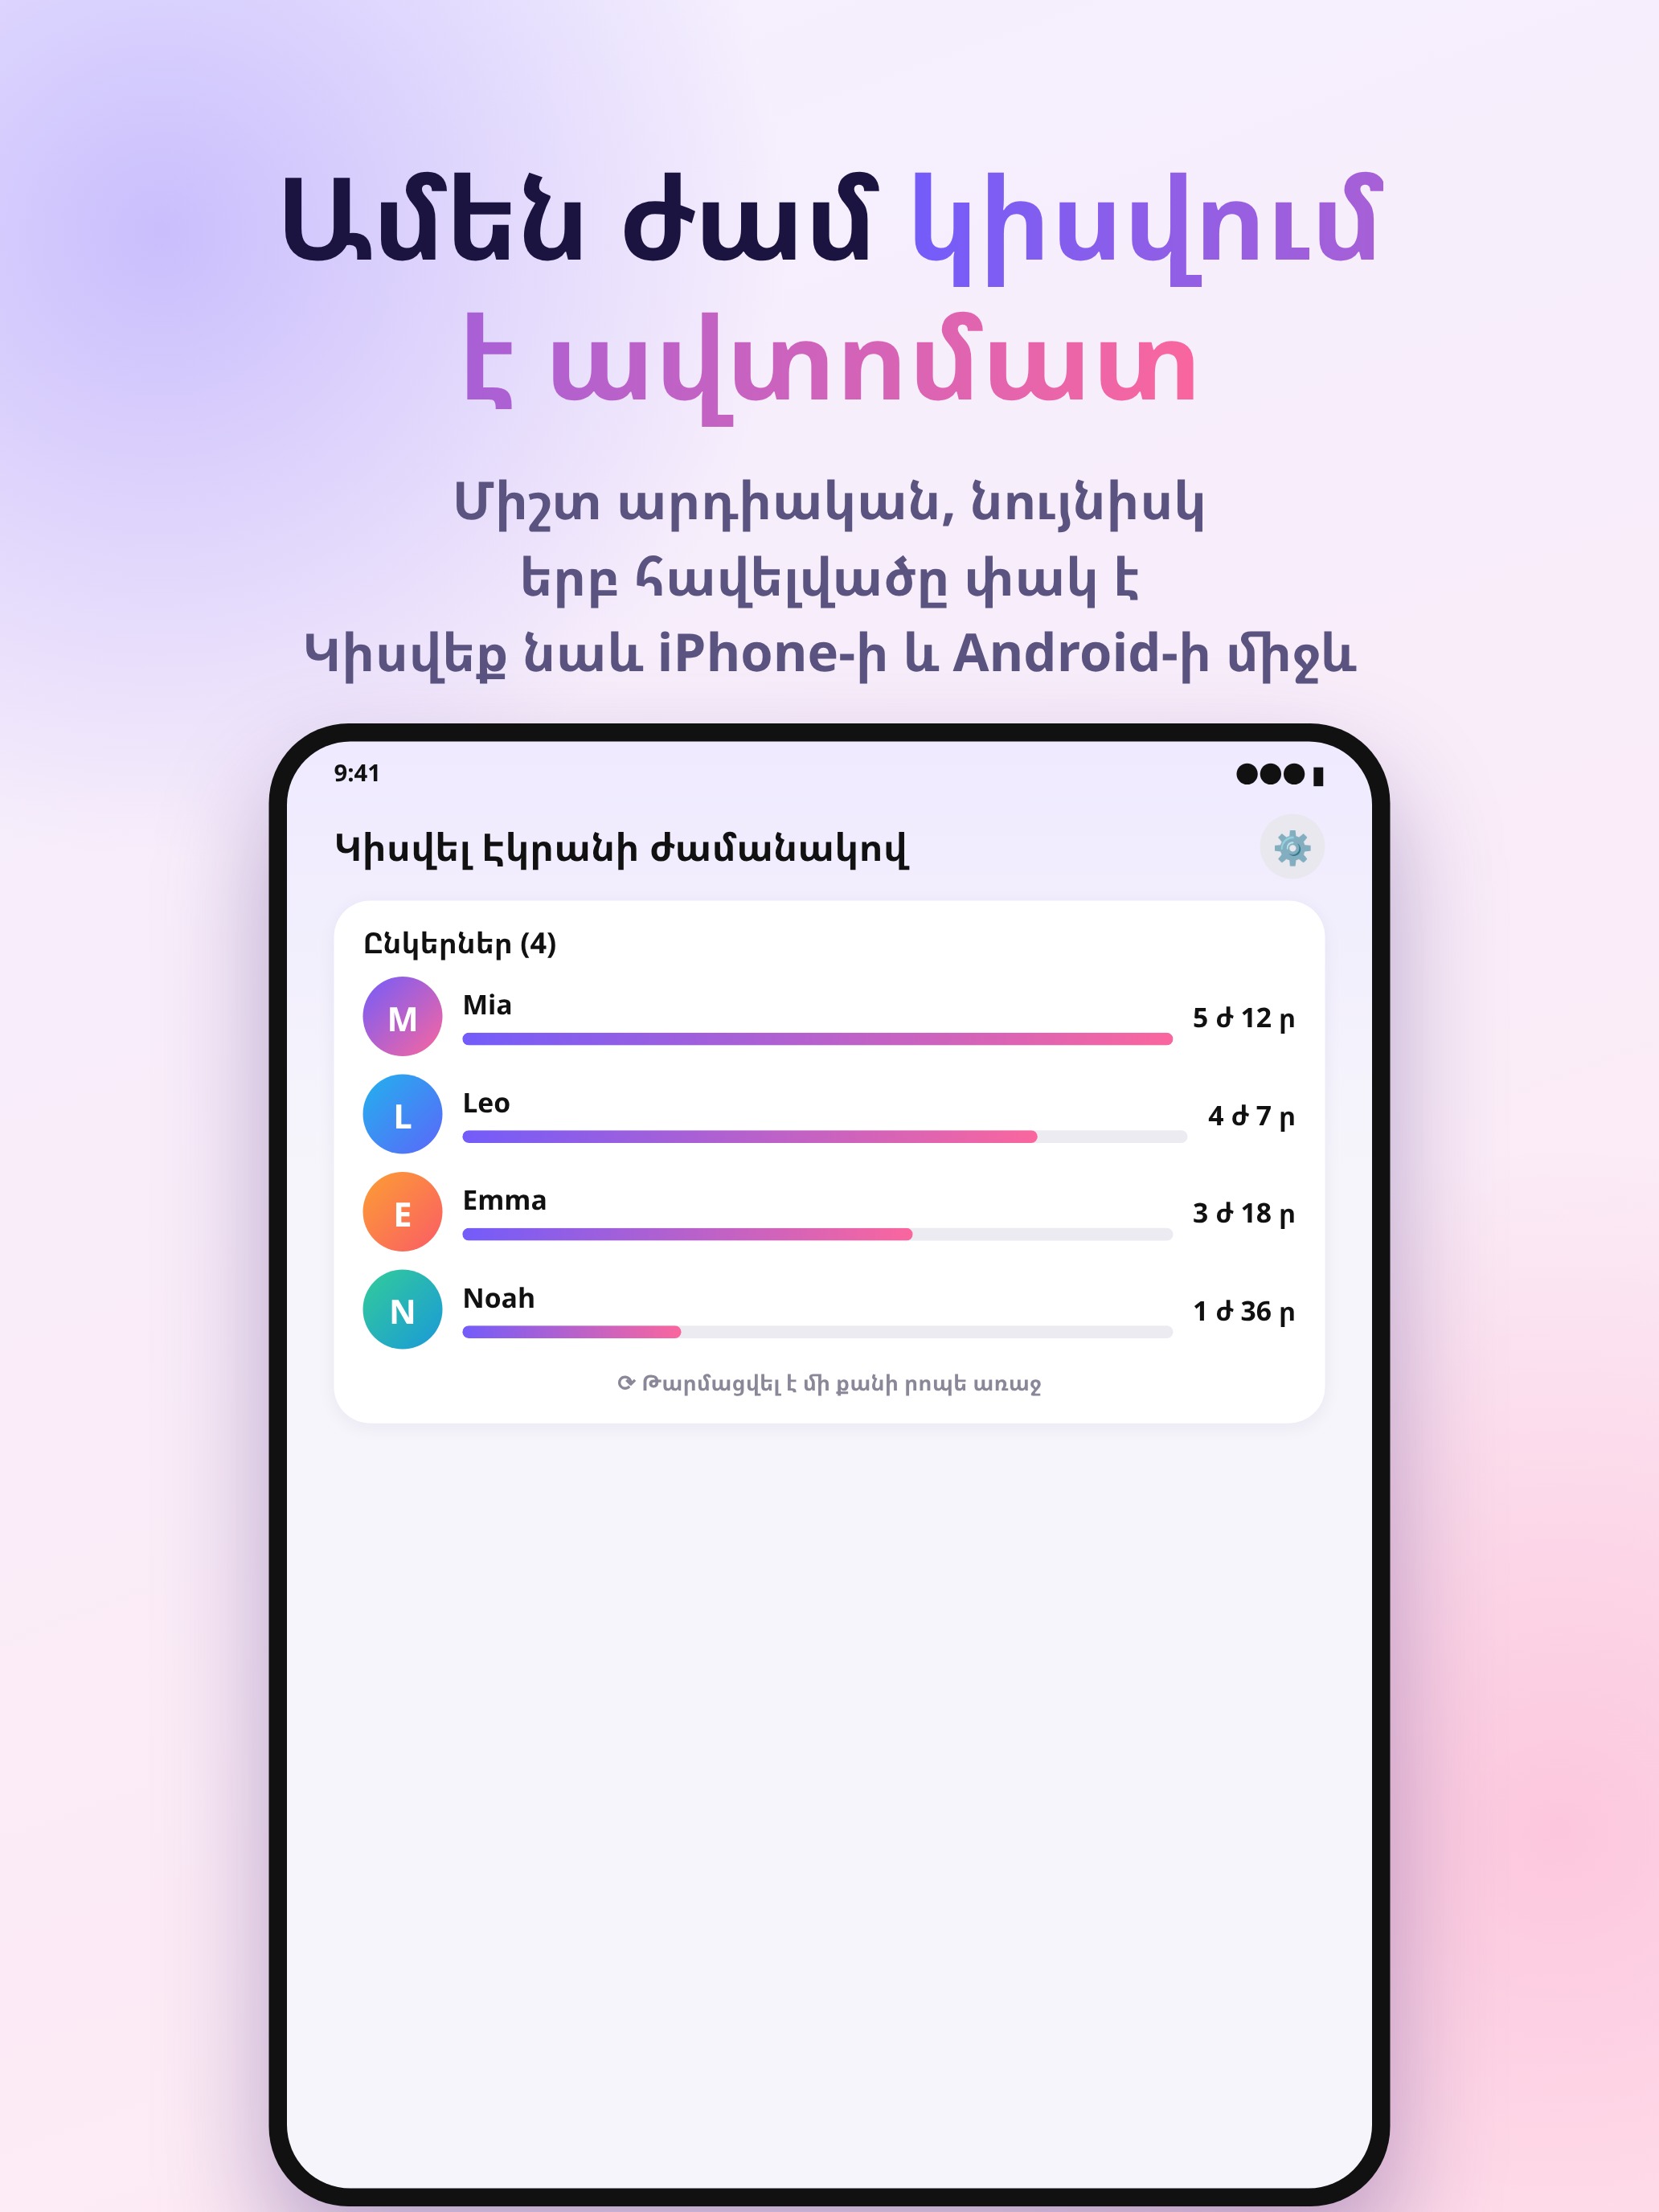 Ամեն ժամ կիսվում
է ավտոմատ
Միշտ արդիական, նույնիսկ
երբ հավելվածը փակ է
Կիսվեք նաև iPhone-ի և Android-ի միջև
9:41
Կիսվել Էկրանի ժամանակով
Ընկերներ (4)
M
Mia
5 ժ 12 ր
L
Leo
4 ժ 7 ր
E
Emma
3 ժ 18 ր
N
Noah
1 ժ 36 ր
⟳ Թարմացվել է մի քանի րոպե առաջ